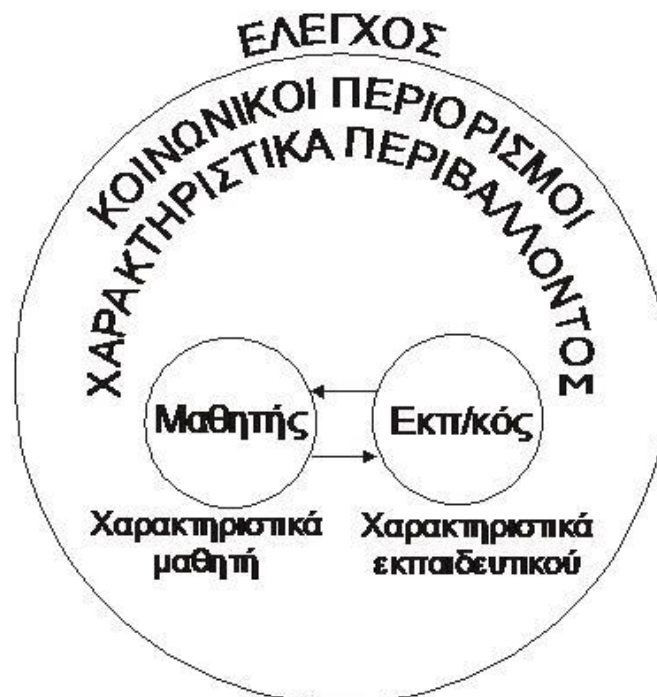 ΕΛΕΓΧΟΣ
ΚΟΙΝΩΝΙΚΟΙ ΠΕΡΙΟΡΙΣΜΟΙ
ΧΑΡΑΚΤΗΡΙΣΤΙΚΑ ΠΕΡΙΒΑΛΛΟΝΤΟΣ
Μαθητής
Εκπ/κός
Χαρακτηριστικά
μαθητή
Χαρακτηριστικά
εκπαιδευτικού